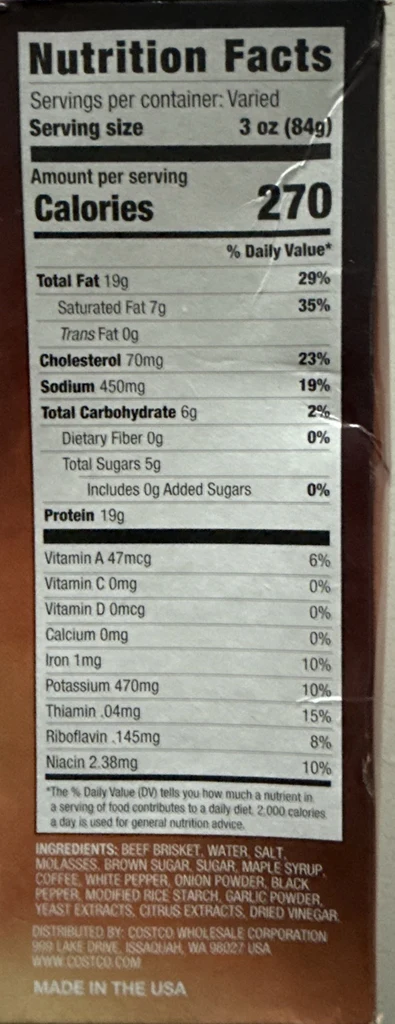 Nutrition Facts
Servings per container: Varied
Serving size 3 oz (84g)
Amount per serving
Calories 270
% Daily Value*
Total Fat 19g 29%
Saturated Fat 7g 35%
Trans Fat 0g
Cholesterol 70mg 23%
Sodium 450mg 19%
Total Carbohydrate 6g 2%
Dietary Fiber 0g 0%
Total Sugars 5g
Includes 0g Added Sugars 0%
Protein 19g
Vitamin A 47mcg 6%
Vitamin C 0mg 0%
Vitamin D 0mcg 0%
Calcium 0mg 0%
Iron 1mg 10%
Potassium 470mg 10%
Thiamin .04mg 15%
Riboflavin .145mg 8%
Niacin 2.38mg 10%
*The % Daily Value (DV) tells you how much a nutrient in
a serving of food contributes to a daily diet. 2,000 calories
a day is used for general nutrition advice.
INGREDIENTS: BEEF BRISKET, WATER, SALT,
MOLASSES, BROWN SUGAR, SUGAR, MAPLE SYRUP,
COFFEE, WHITE PEPPER, ONION POWDER, BLACK
PEPPER, MODIFIED RICE STARCH, GARLIC POWDER,
YEAST EXTRACTS, CITRUS EXTRACTS, DRIED VINEGAR
DISTRIBUTED BY: COSTCO WHOLESALE CORPORATION
999 LAKE DRIVE, ISSAQUAH, WA 98027 USA
WWW.COSTCO.COM
MADE IN THE USA